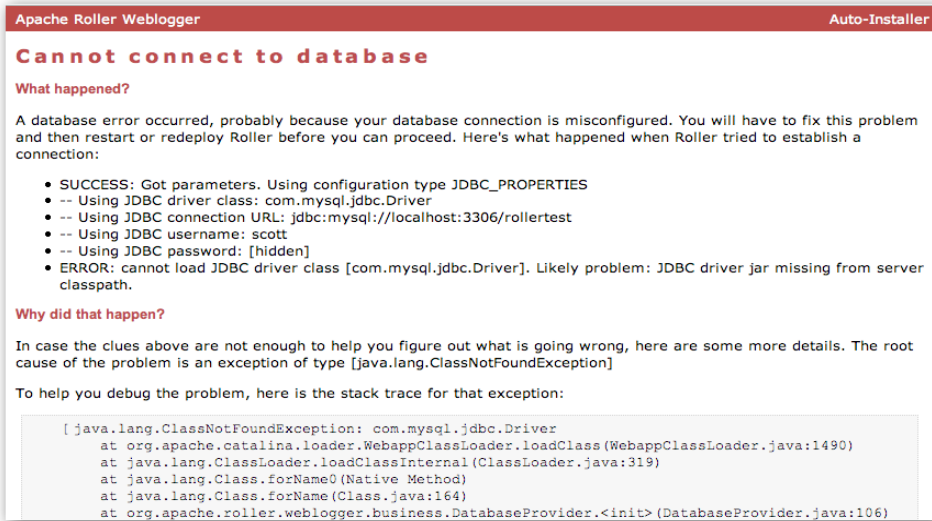 Apache Roller Weblogger Auto-Installer
Cannot connect to database
What happened?
A database error occurred, probably because your database connection is misconfigured. You will have to fix this problem
and then restart or redeploy Roller before you can proceed. Here's what happened when Roller tried to establish a
connection:
• SUCCESS: Got parameters. Using configuration type JDBC_PROPERTIES
• -- Using JDBC driver class: com.mysql.jdbc.Driver
• -- Using JDBC connection URL: jdbc:mysql://localhost:3306/rollertest
• -- Using JDBC username: scott
• -- Using JDBC password: [hidden]
• ERROR: cannot load JDBC driver class [com.mysql.jdbc.Driver]. Likely problem: JDBC driver jar missing from server
classpath.
Why did that happen?
In case the clues above are not enough to help you figure out what is going wrong, here are some more details. The root
cause of the problem is an exception of type [java.lang.ClassNotFoundException]
To help you debug the problem, here is the stack trace for that exception:
[ java.lang.ClassNotFoundException: com.mysql.jdbc.Driver
at org.apache.catalina.loader.WebappClassLoader.loadClass(WebappClassLoader.java:1490)
at java.lang.ClassLoader.loadClassInternal(ClassLoader.java:319)
at java.lang.Class.forName0(Native Method)
at java.lang.Class.forName(Class.java:164)
at org.apache.roller.weblogger.business.DatabaseProvider.<init>(DatabaseProvider.java:106)